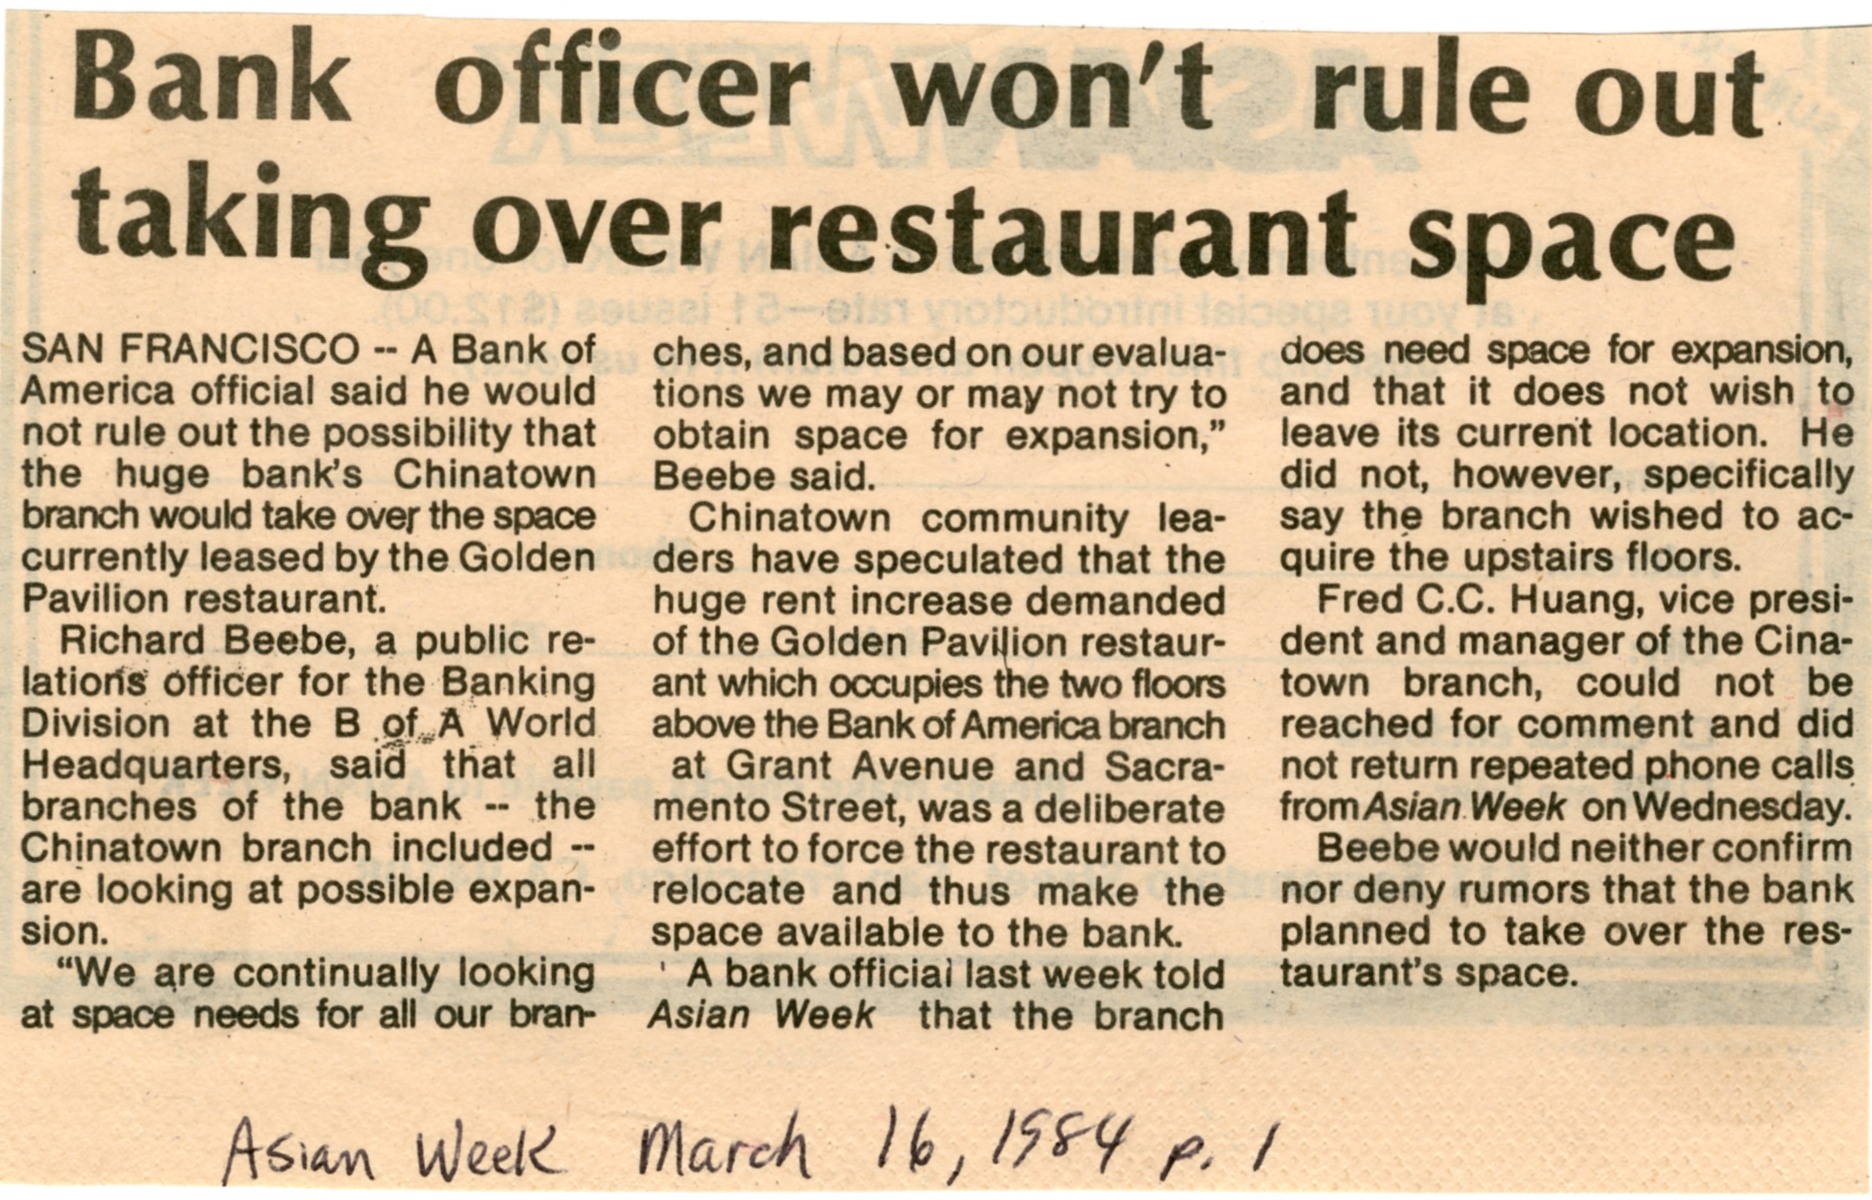 Bank officer won't rule out
taking over restaurant space
SAN FRANCISCO -- A Bank of
America official said he would
not rule out the possibility that
the huge bank's Chinatown
branch would take over the space
currently leased by the Golden
Pavilion restaurant.
Richard Beebe, a public re-
lations officer for the Banking
Division at the B of A World
Headquarters, said that all
branches of the bank -- the
Chinatown branch included --
are looking at possible expan-
sion.
“We are continually looking
at space needs for all our bran-
ches, and based on our evalua-
tions we may or may not try to
obtain space for expansion,”
Beebe said.
Chinatown community lea-
ders have speculated that the
huge rent increase demanded
of the Golden Pavilion restaur-
ant which occupies the two floors
above the Bank of America branch
at Grant Avenue and Sacra-
mento Street, was a deliberate
effort to force the restaurant to
relocate and thus make the
space available to the bank.
A bank official last week told
Asian Week that the branch
does need space for expansion,
and that it does not wish to
leave its current location. He
did not, however, specifically
say the branch wished to ac-
quire the upstairs floors.
Fred C.C. Huang, vice presi-
dent and manager of the Cina-
town branch, could not be
reached for comment and did
not return repeated phone calls
from Asian Week on Wednesday.
Beebe would neither confirm
nor deny rumors that the bank
planned to take over the res-
taurant's space.
Asian Week March 16, 1984 p. 1